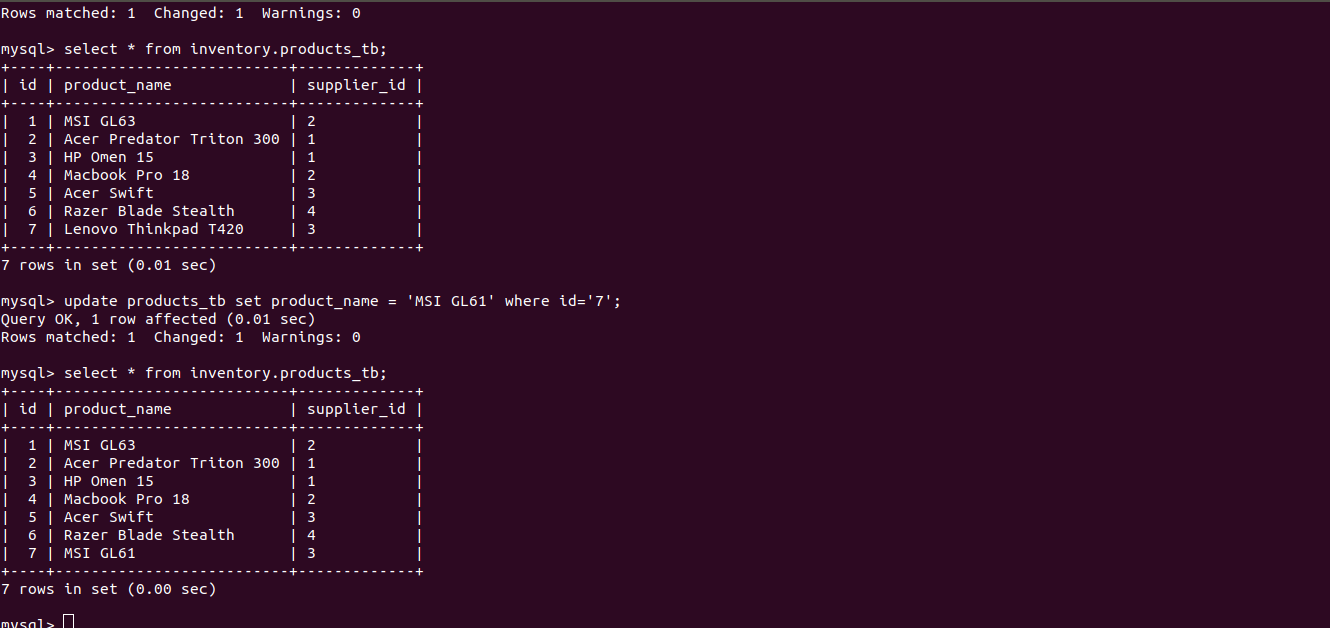 Rows matched: 1  Changed: 1  Warnings: 0
mysql> select * from inventory.products_tb;
+----+--------------------------+-------------+
| id | product_name             | supplier_id |
+----+--------------------------+-------------+
|  1 | MSI GL63                 | 2           |
|  2 | Acer Predator Triton 300 | 1           |
|  3 | HP Omen 15               | 1           |
|  4 | Macbook Pro 18           | 2           |
|  5 | Acer Swift               | 3           |
|  6 | Razer Blade Stealth      | 4           |
|  7 | Lenovo Thinkpad T420     | 3           |
+----+--------------------------+-------------+
7 rows in set (0.01 sec)
mysql> update products_tb set product_name = 'MSI GL61' where id='7';
Query OK, 1 row affected (0.01 sec)
Rows matched: 1  Changed: 1  Warnings: 0
mysql> select * from inventory.products_tb;
+----+--------------------------+-------------+
| id | product_name             | supplier_id |
+----+--------------------------+-------------+
|  1 | MSI GL63                 | 2           |
|  2 | Acer Predator Triton 300 | 1           |
|  3 | HP Omen 15               | 1           |
|  4 | Macbook Pro 18           | 2           |
|  5 | Acer Swift               | 3           |
|  6 | Razer Blade Stealth      | 4           |
|  7 | MSI GL61                 | 3           |
+----+--------------------------+-------------+
7 rows in set (0.00 sec)
mysql>